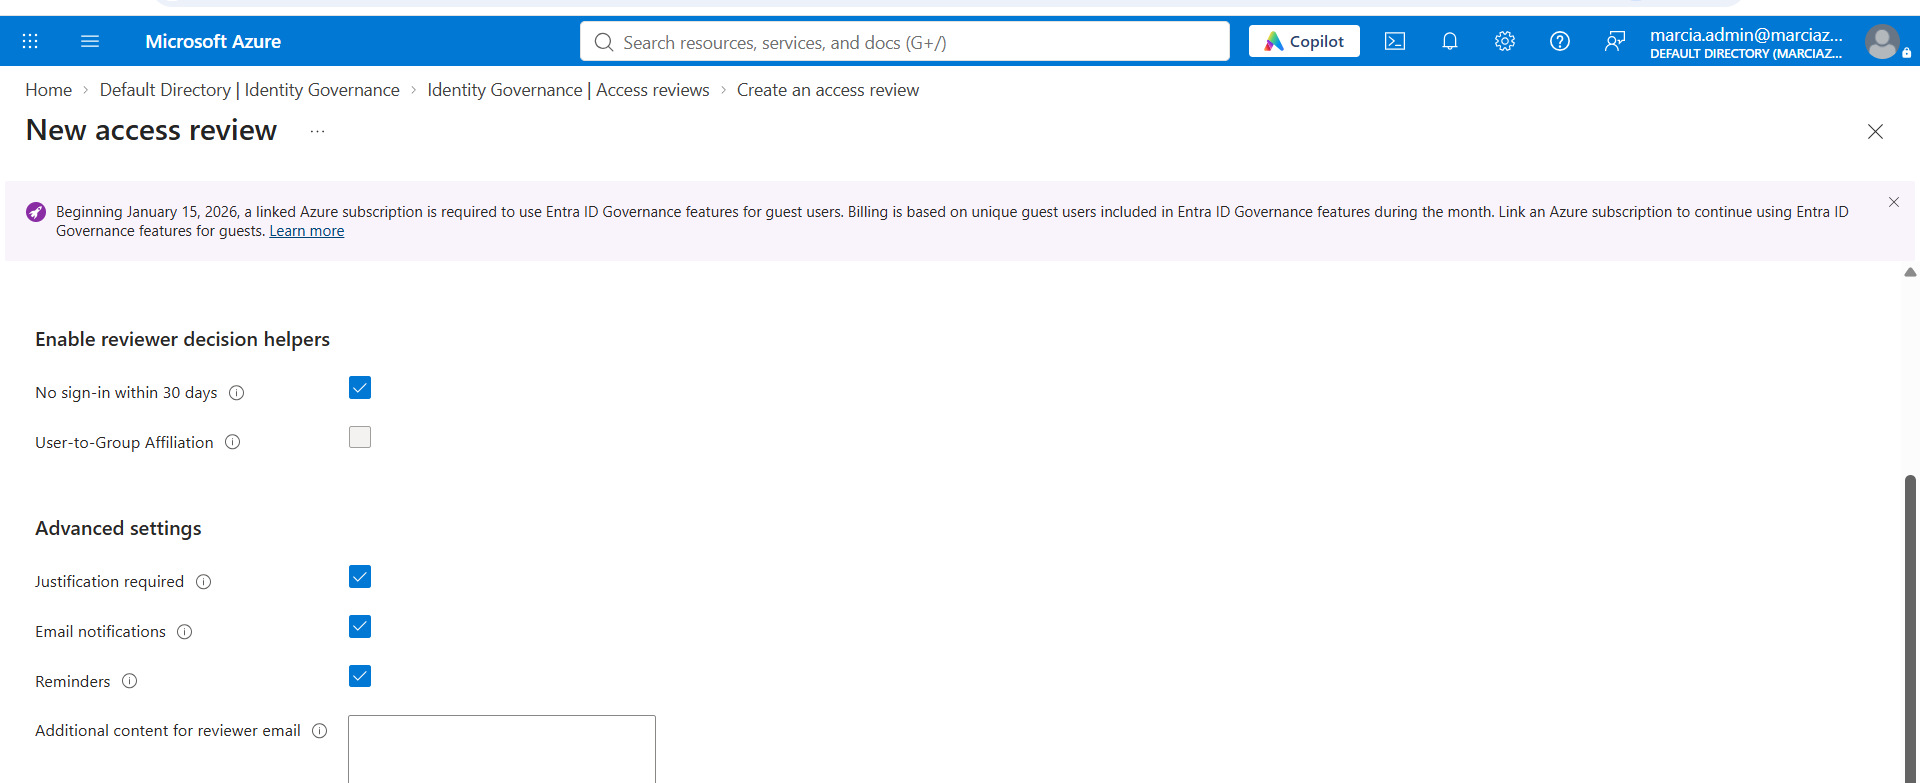 Microsoft Azure
Search resources, services, and docs (G+/)
Copilot
marcia.admin@marciaz...
DEFAULT DIRECTORY (MARCIAZ...
Home > Default Directory | Identity Governance > Identity Governance | Access reviews > Create an access review
New access review ...
Beginning January 15, 2026, a linked Azure subscription is required to use Entra ID Governance features for guest users. Billing is based on unique guest users included in Entra ID Governance features during the month. Link an Azure subscription to continue using Entra ID
Governance features for guests. Learn more
Enable reviewer decision helpers
No sign-in within 30 days
User-to-Group Affiliation
Advanced settings
Justification required
Email notifications
Reminders
Additional content for reviewer email